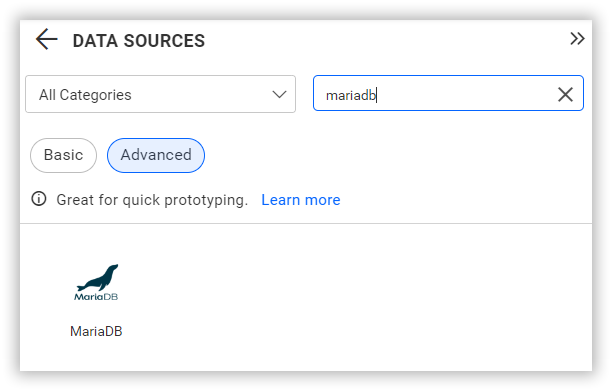 DATA SOURCES
All Categories
mariadb
Basic
Advanced
Great for quick prototyping. Learn more
MariaDB
MariaDB